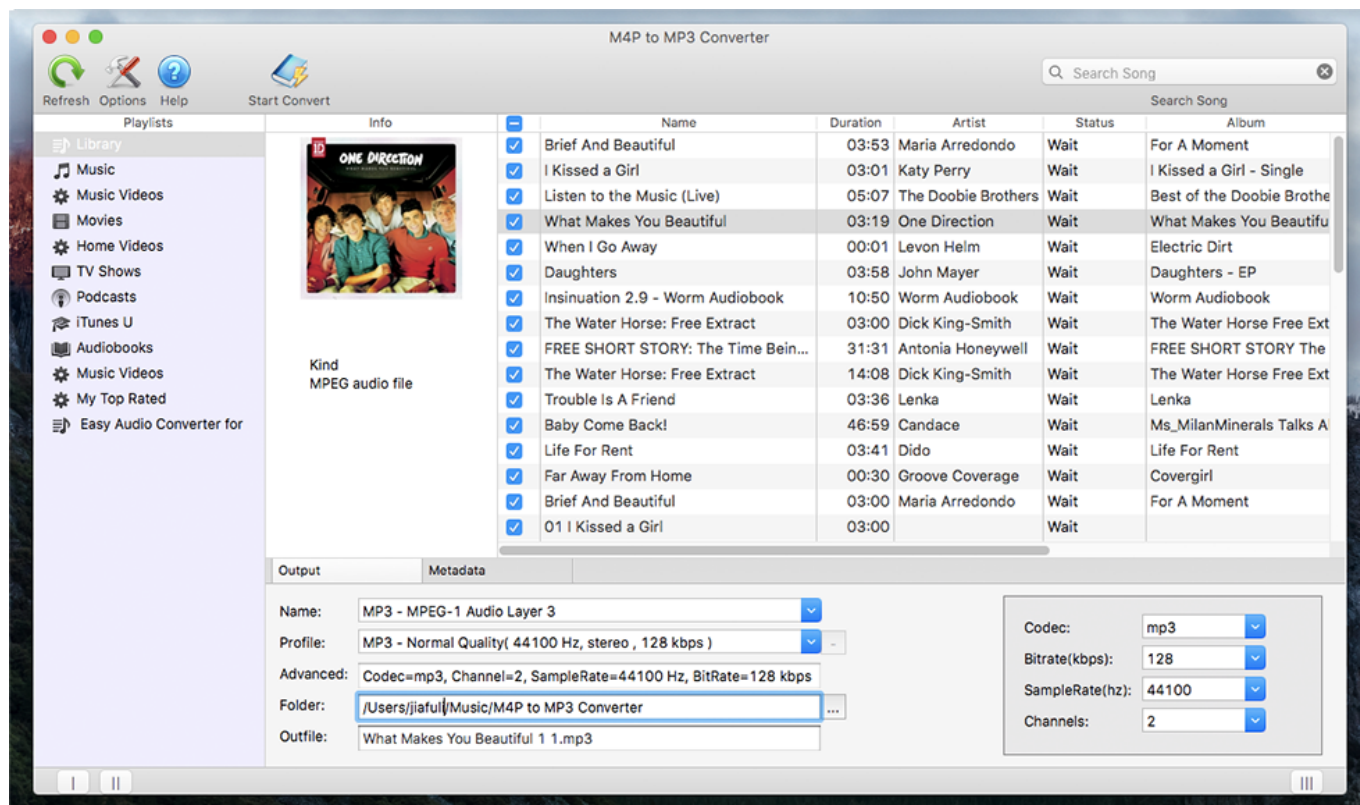 M4P to MP3 Converter
Refresh Options Help Start Convert
Search Song
Search Song
Playlists
Library
Music
Music Videos
Movies
Home Videos
TV Shows
Podcasts
iTunes U
Audiobooks
Music Videos
My Top Rated
Easy Audio Converter for
Info
1D
ONE DIRECTION
Kind
MPEG audio file
Name Duration Artist Status Album
Brief And Beautiful 03:53 Maria Arredondo Wait For A Moment
I Kissed a Girl 03:01 Katy Perry Wait I Kissed a Girl - Single
Listen to the Music (Live) 05:07 The Doobie Brothers Wait Best of the Doobie Brothe
What Makes You Beautiful 03:19 One Direction Wait What Makes You Beautifu
When I Go Away 00:01 Levon Helm Wait Electric Dirt
Daughters 03:58 John Mayer Wait Daughters - EP
Insinuation 2.9 - Worm Audiobook 10:50 Worm Audiobook Wait Worm Audiobook
The Water Horse: Free Extract 03:00 Dick King-Smith Wait The Water Horse Free Ext
FREE SHORT STORY: The Time Bein... 31:31 Antonia Honeywell Wait FREE SHORT STORY The
The Water Horse: Free Extract 14:08 Dick King-Smith Wait The Water Horse Free Ext
Trouble Is A Friend 03:36 Lenka Wait Lenka
Baby Come Back! 46:59 Candace Wait Ms_MilanMinerals Talks A
Life For Rent 03:41 Dido Wait Life For Rent
Far Away From Home 00:30 Groove Coverage Wait Covergirl
Brief And Beautiful 03:00 Maria Arredondo Wait For A Moment
01 I Kissed a Girl 03:00 Wait
Output Metadata
Name: MP3 - MPEG-1 Audio Layer 3
Profile: MP3 - Normal Quality( 44100 Hz, stereo , 128 kbps ) -
Advanced: Codec=mp3, Channel=2, SampleRate=44100 Hz, BitRate=128 kbps
Folder: /Users/jiafuli/Music/M4P to MP3 Converter ...
Outfile: What Makes You Beautiful 1 1.mp3
Codec: mp3
Bitrate(kbps): 128
SampleRate(hz): 44100
Channels: 2
| || |||